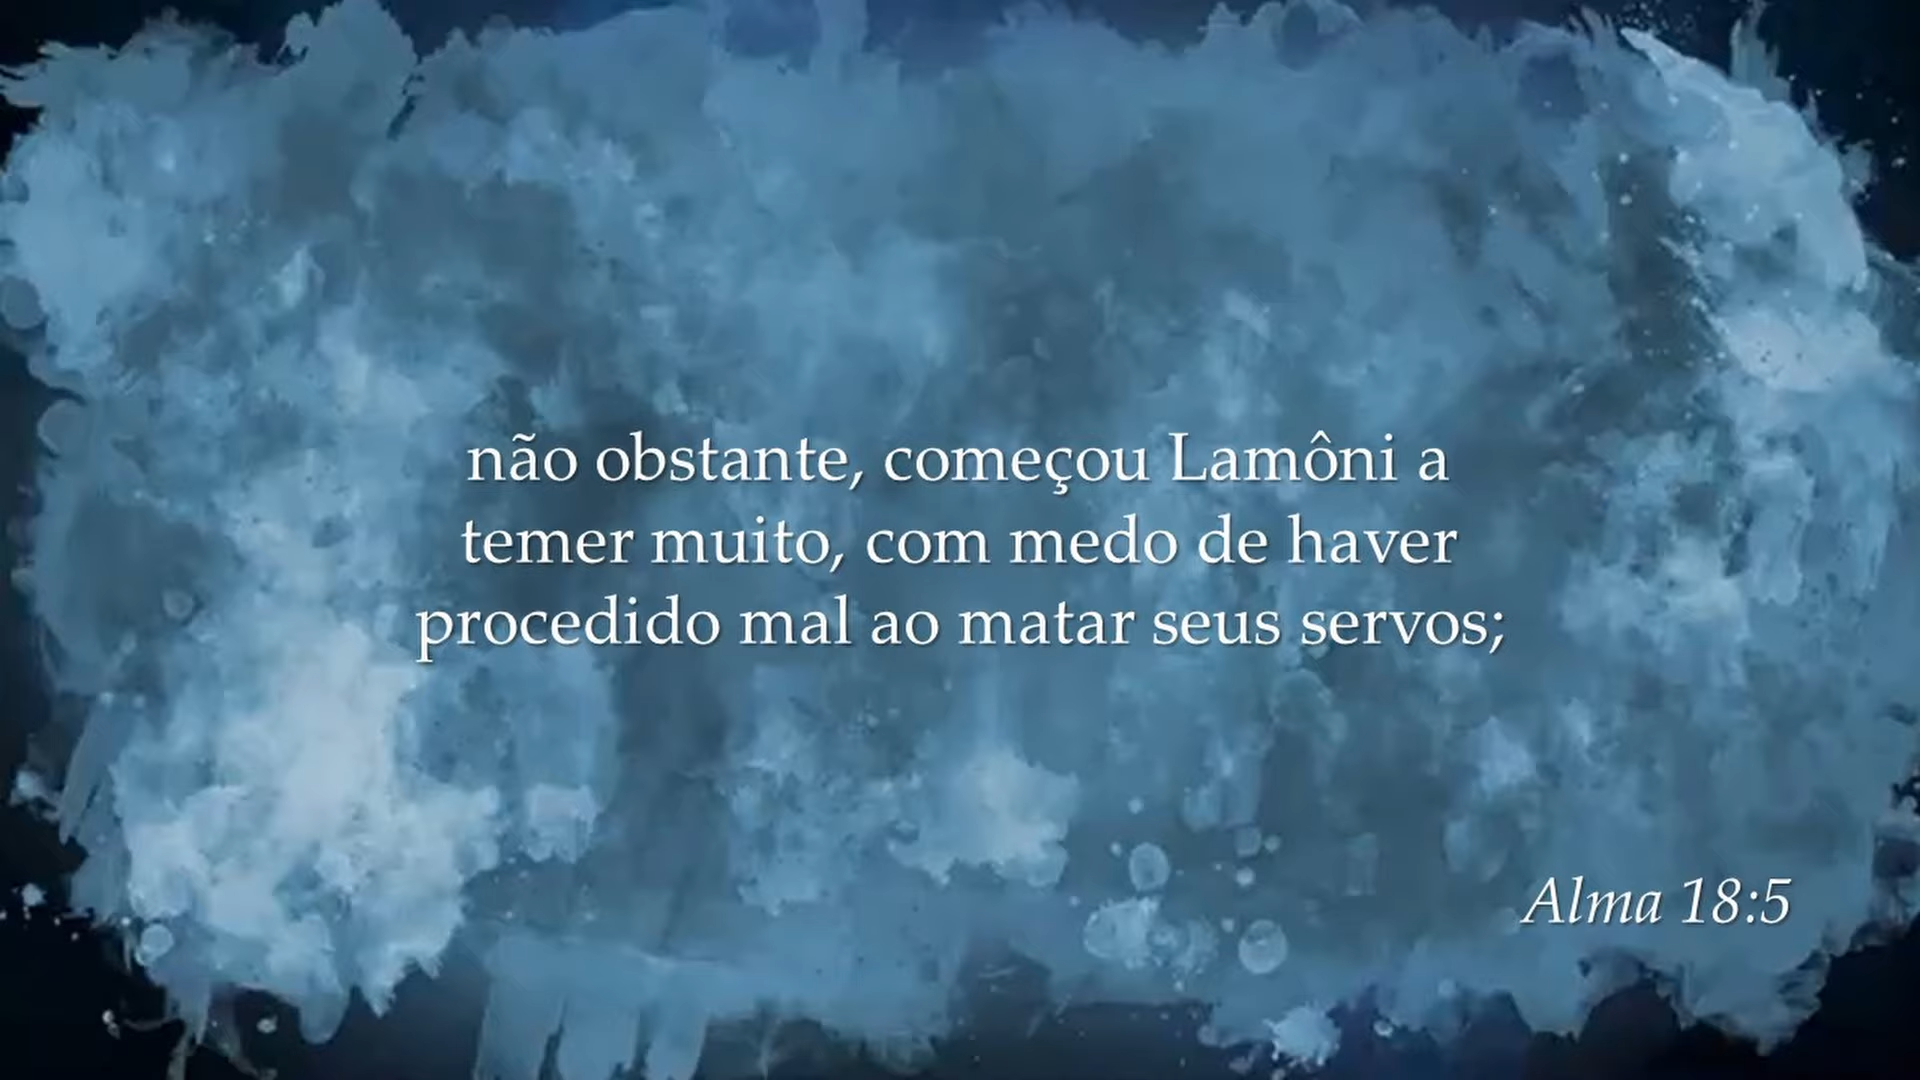 não obstante, começou Lamôni a
temer muito, com medo de haver
procedido mal ao matar seus servos;
Alma 18:5